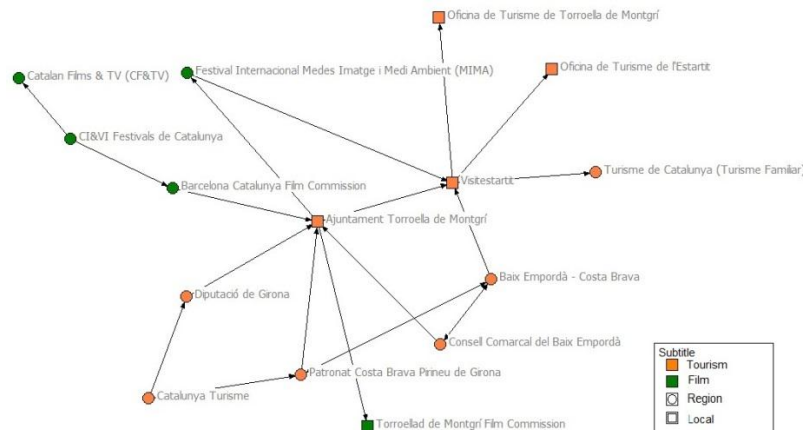 Oficina de Turisme de Torroella de Montgrí
Oficina de Turisme de l'Estartit
Festival Internacional Medes Imatge i Medi Ambient (MIMA)
Catalan Films & TV (CF&TV)
CI&VI Festivals de Catalunya
Turisme de Catalunya (Turisme Familiar)
Visitestartit
Barcelona Catalunya Film Commission
Ajuntament Torroella de Montgrí
Baix Empordà - Costa Brava
Diputació de Girona
Consell Comarcal del Baix Empordà
Patronat Costa Brava Pirineu de Girona
Catalunya Turisme
Torroellad de Montgrí Film Commission
Subtitle
Tourism
Film
Region
Local